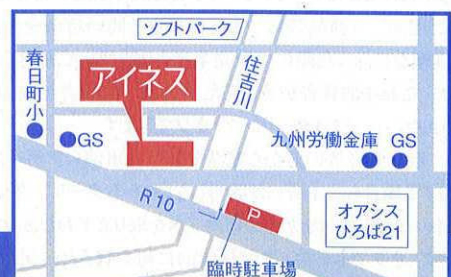 ソフトパーク
春日町小
アイネス
住吉川
GS
九州労働金庫
GS
R10
P
オアシス
ひろば21
臨時駐車場